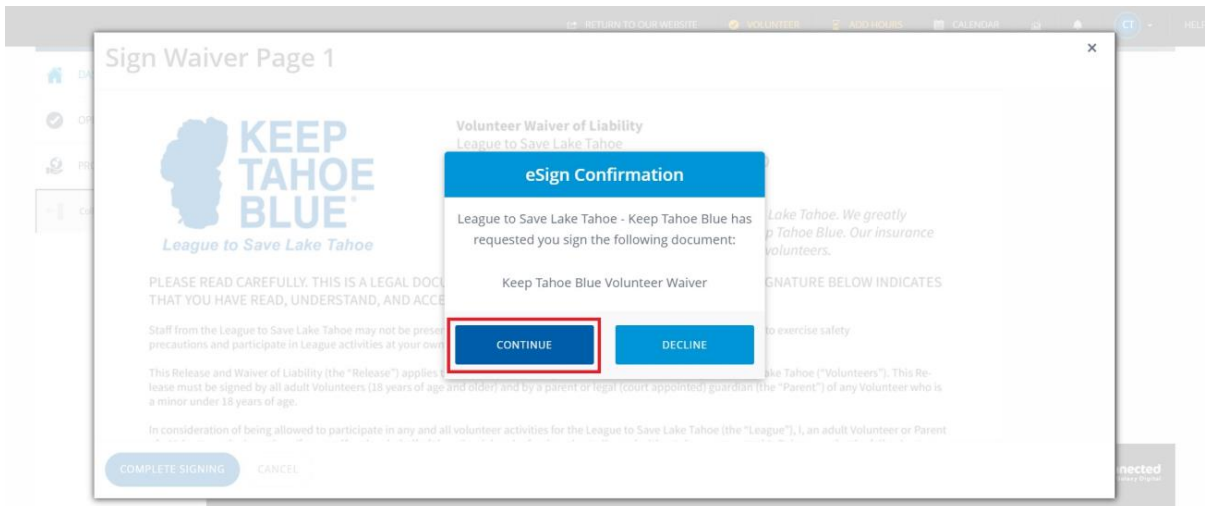 RETURN TO OUR WEBSITE VOLUNTEER ADD HOURS CALENDAR CT HELP
Sign Waiver Page 1 ×
DA
OP
PR
KEEP
TAHOE
BLUE
League to Save Lake Tahoe
Volunteer Waiver of Liability
League to Save Lake Tahoe
Lake Tahoe. We greatly
p Tahoe Blue. Our insurance
volunteers.
eSign Confirmation
League to Save Lake Tahoe - Keep Tahoe Blue has
requested you sign the following document:
Keep Tahoe Blue Volunteer Waiver
CONTINUE DECLINE
PLEASE READ CAREFULLY. THIS IS A LEGAL DOCU GNATURE BELOW INDICATES
THAT YOU HAVE READ, UNDERSTAND, AND ACCE
Staff from the League to Save Lake Tahoe may not be preser to exercise safety
precautions and participate in League activities at your own
This Release and Waiver of Liability (the "Release") applies t ake Tahoe ("Volunteers"). This Re-
lease must be signed by all adult Volunteers (18 years of age and older) and by a parent or legal (court appointed) guardian (the "Parent") of any Volunteer who is
a minor under 18 years of age.
In consideration of being allowed to participate in any and all volunteer activities for the League to Save Lake Tahoe (the "League"), I, an adult Volunteer or Parent
COMPLETE SIGNING CANCEL
nnected